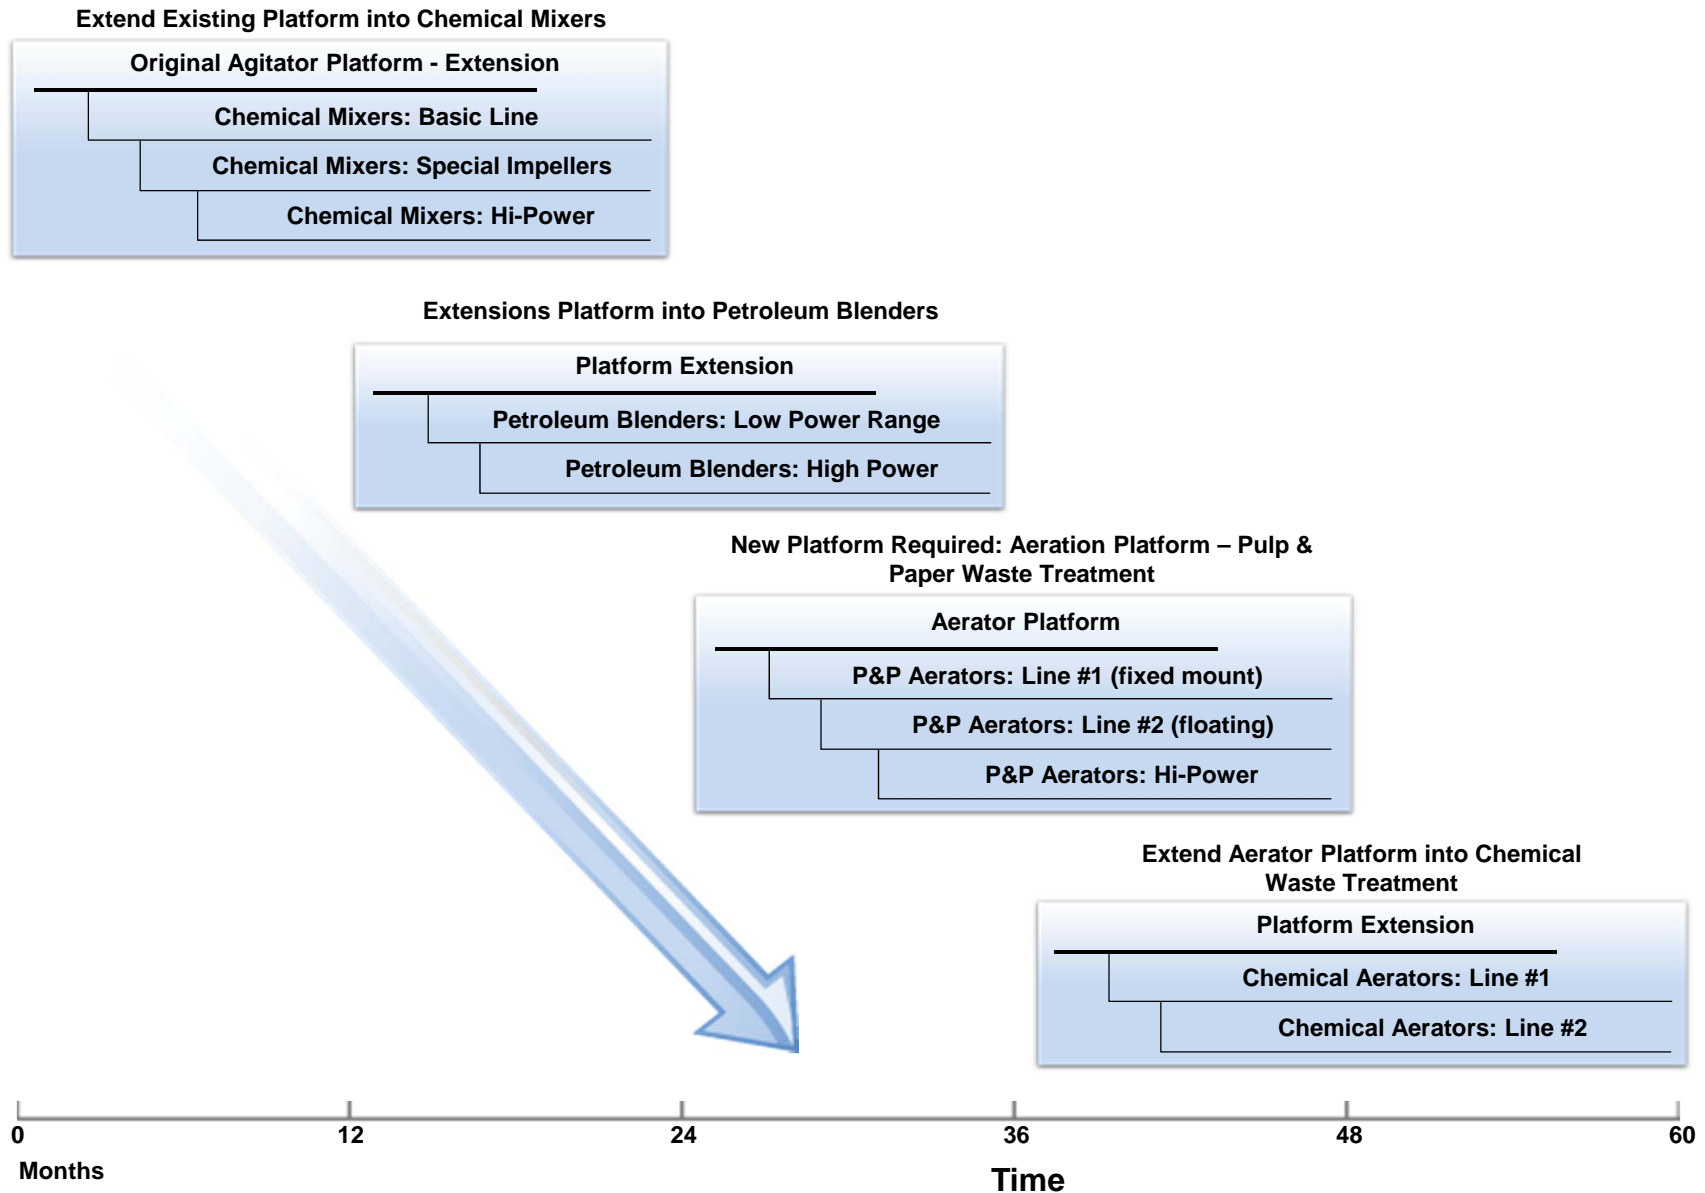 Extend Existing Platform into Chemical Mixers
Original Agitator Platform - Extension
Chemical Mixers: Basic Line
Chemical Mixers: Special Impellers
Chemical Mixers: Hi-Power
Extensions Platform into Petroleum Blenders
Platform Extension
Petroleum Blenders: Low Power Range
Petroleum Blenders: High Power
New Platform Required: Aeration Platform – Pulp &
Paper Waste Treatment
Aerator Platform
P&P Aerators: Line #1 (fixed mount)
P&P Aerators: Line #2 (floating)
P&P Aerators: Hi-Power
Extend Aerator Platform into Chemical
Waste Treatment
Platform Extension
Chemical Aerators: Line #1
Chemical Aerators: Line #2
0 12 24 36 48 60
Months
Time